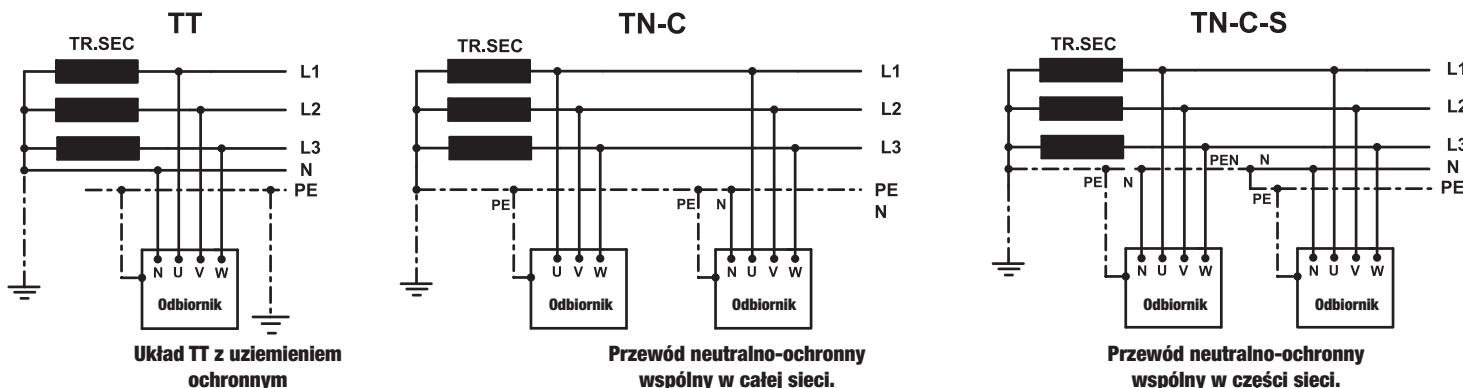 TT
TR.SEC
L1
L2
L3
N
PE
N U V W
Odbiornik
Układ TT z uziemieniem
ochronnym
TN-C
TR.SEC
L1
L2
L3
PE
N
PE
PE N
U V W
Odbiornik
N U V W
Odbiornik
Przewód neutralno-ochronny
wspólny w całej sieci.
TN-C-S
TR.SEC
L1
L2
L3
PEN N
N
PE
PE N
PE
N U V W
Odbiornik
N U V W
Odbiornik
Przewód neutralno-ochronny
wspólny w części sieci.